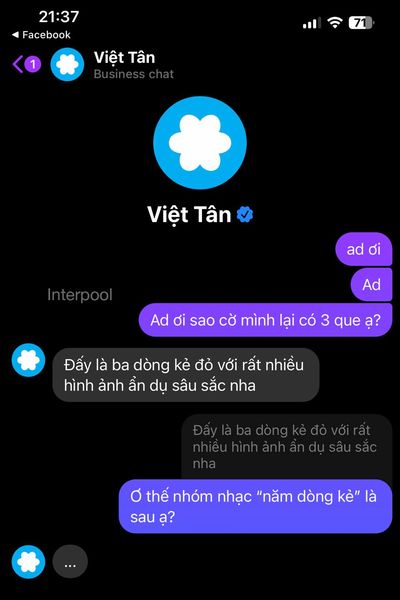 21:37
71
Facebook
1
Việt Tân
Business chat
Việt Tân
ad ơi
Ad
Interpool
Ad ơi sao cờ mình lại có 3 que ạ?
Đấy là ba dòng kẻ đỏ với rất nhiều
hình ảnh ẩn dụ sâu sắc nha
Đấy là ba dòng kẻ đỏ với rất
nhiều hình ảnh ẩn dụ sâu sắc
nha
Ơ thế nhóm nhạc “năm dòng kẻ” là
sau ạ?
...